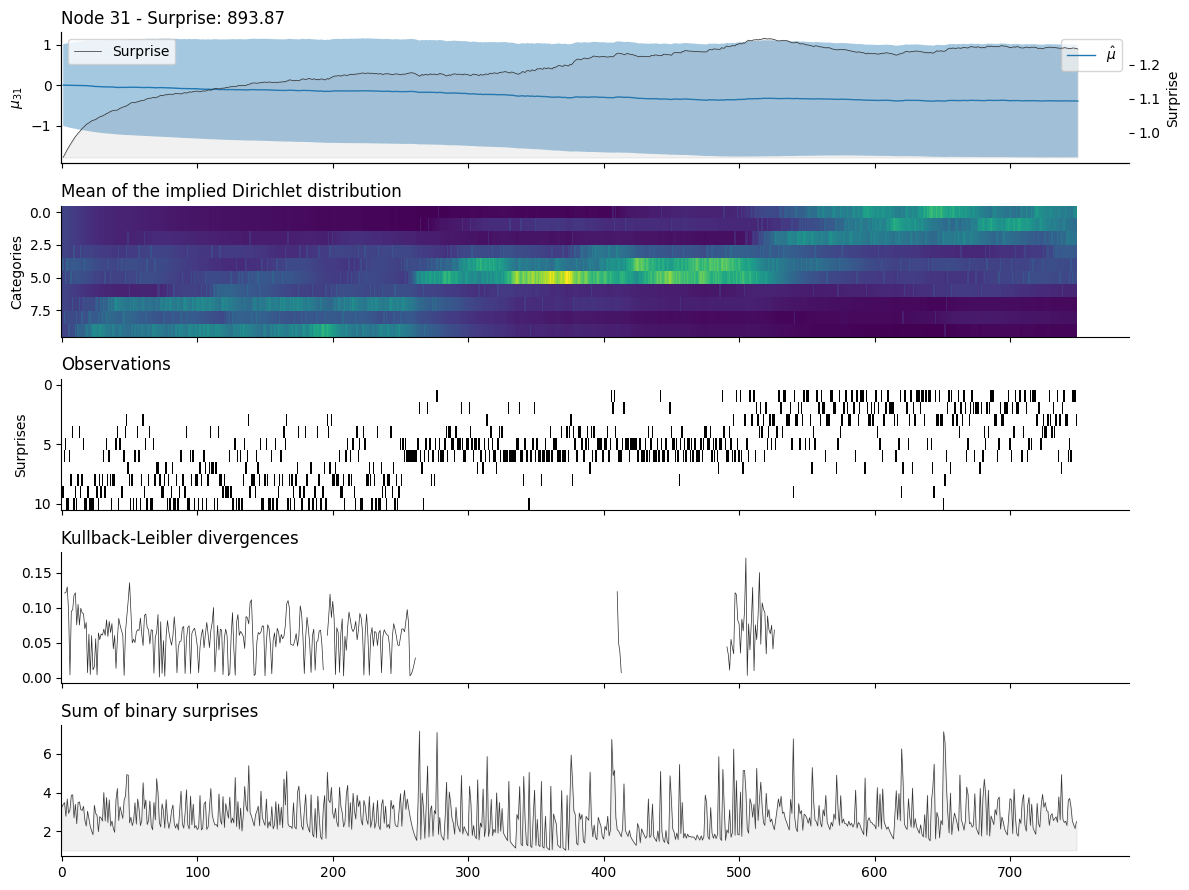 Node 31 - Surprise: 893.87
1
0
−1
μ31
Surprise
μ̂
1.2
1.1
1.0
Surprise
Mean of the implied Dirichlet distribution
0.0
2.5
5.0
7.5
Categories
Observations
0
5
10
Surprises
Kullback-Leibler divergences
0.15
0.10
0.05
0.00
Sum of binary surprises
6
4
2
0 100 200 300 400 500 600 700